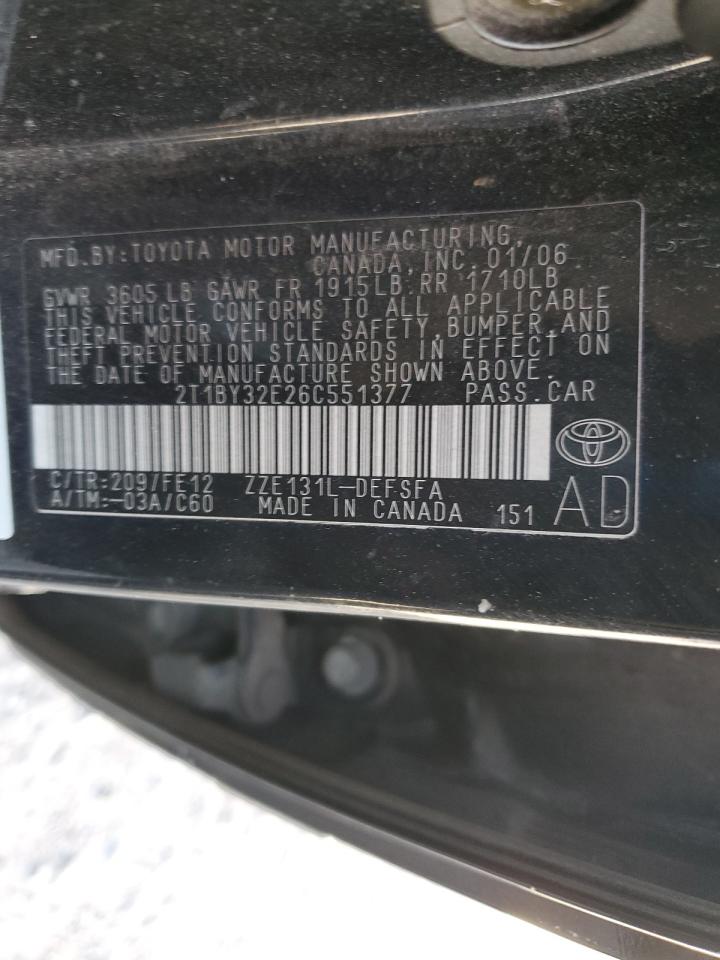 MFD.BY:TOYOTA MOTOR MANUFACTURING,
CANADA, INC. 01/06
GVWR 3605 LB GAWR FR 1915LB RR 1710LB
THIS VEHICLE CONFORMS TO ALL APPLICABLE
FEDERAL MOTOR VEHICLE SAFETY, BUMPER, AND
THEFT PREVENTION STANDARDS IN EFFECT ON
THE DATE OF MANUFACTURE SHOWN ABOVE.
2T1BY32E26C551377 PASS.CAR
C/TR:209/FE12 ZZE131L-DEFSFA
A/TM:-03A/C60 MADE IN CANADA 151 AD